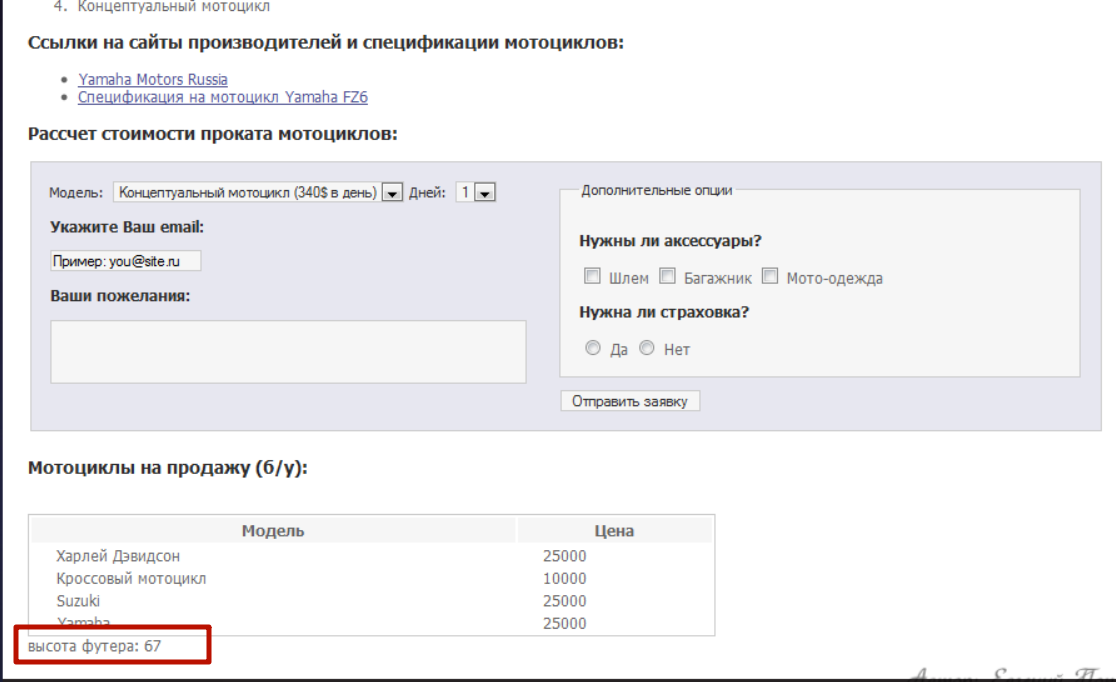 4. Концептуальный мотоцикл
Ссылки на сайты производителей и спецификации мотоциклов:
• Yamaha Motors Russia
• Спецификация на мотоцикл Yamaha FZ6
Рассчет стоимости проката мотоциклов:
Модель: Концептуальный мотоцикл (340$ в день) Дней: 1
Укажите Ваш email:
Пример: you@site.ru
Ваши пожелания:
Дополнительные опции
Нужны ли аксессуары?
Шлем Багажник Мото-одежда
Нужна ли страховка?
Да Нет
Отправить заявку
Мотоциклы на продажу (б/у):
Модель Цена
Харлей Дэвидсон 25000
Кроссовый мотоцикл 10000
Suzuki 25000
Yamaha 25000
высота футера: 67